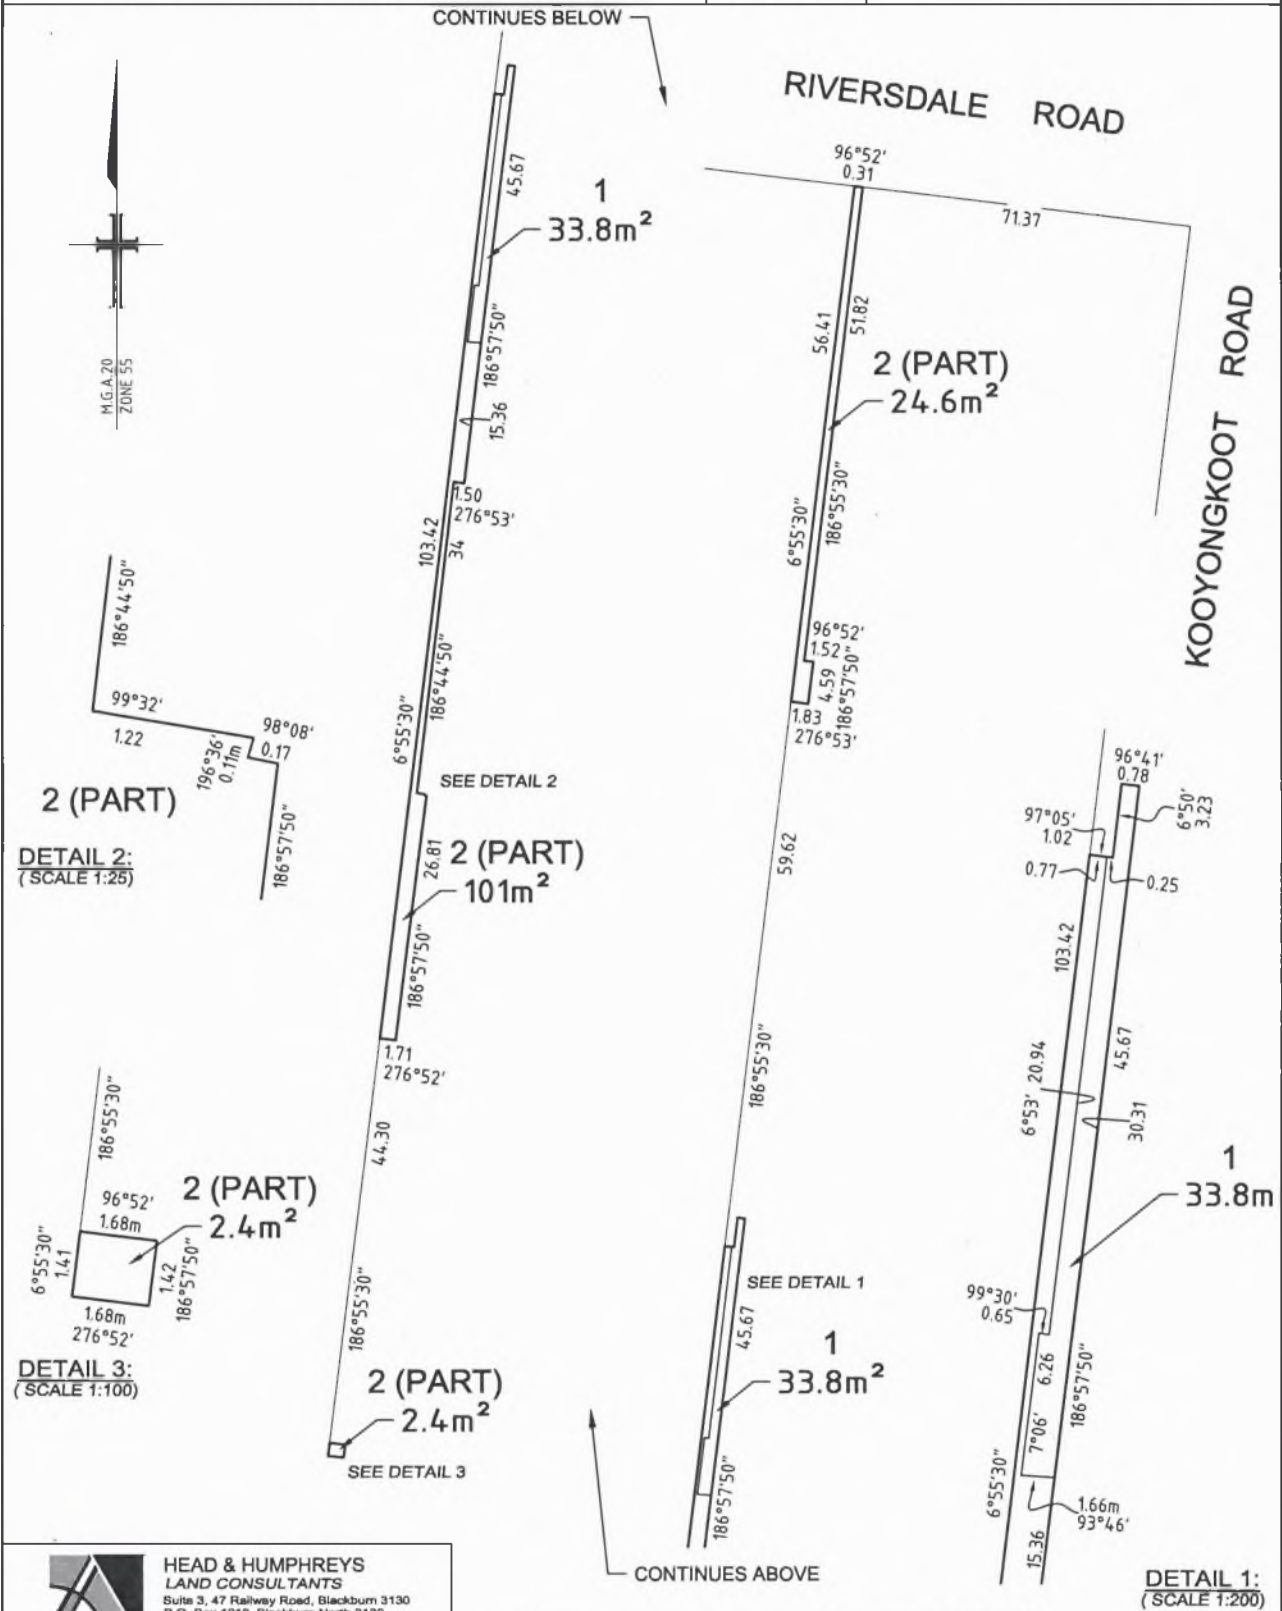 CONTINUES BELOW
RIVERSDALE ROAD
96°52'
0.31
71.37
KOOYONGKOOT ROAD
M.G.A.20
ZONE 55
45.67
1
33.8m²
186°57'50"
15.36
1.50
276°53'
103.42
34
6°55'30"
186°44'50"
SEE DETAIL 2
26.81
2 (PART)
101m²
186°57'50"
1.71
276°52'
44.30
186°55'30"
2 (PART)
2.4m²
SEE DETAIL 3
56.41
51.82
2 (PART)
24.6m²
6°55'30"
186°55'30"
96°52'
1.52
4.59
186°57'50"
1.83
276°53'
59.62
186°55'30"
SEE DETAIL 1
45.67
1
33.8m²
186°57'50"
CONTINUES ABOVE
186°44'50"
99°32'
1.22
98°08'
0.17
196°36'
0.11m
186°57'50"
2 (PART)
DETAIL 2:
( SCALE 1:25)
186°55'30"
96°52'
1.68m
2 (PART)
2.4m²
6°55'30"
1.41
1.42
186°57'50"
1.68m
276°52'
DETAIL 3:
( SCALE 1:100)
96°41'
0.78
6°50'
3.23
97°05'
1.02
0.77
0.25
103.42
45.67
20.94
6°53'
30.31
1
33.8m
99°30'
0.65
6.26
186°57'50"
7°06'
6°55'30"
1.66m
93°46'
15.36
DETAIL 1:
( SCALE 1:200)
HEAD & HUMPHREYS
LAND CONSULTANTS
Suite 3, 47 Railway Road, Blackburn 3130